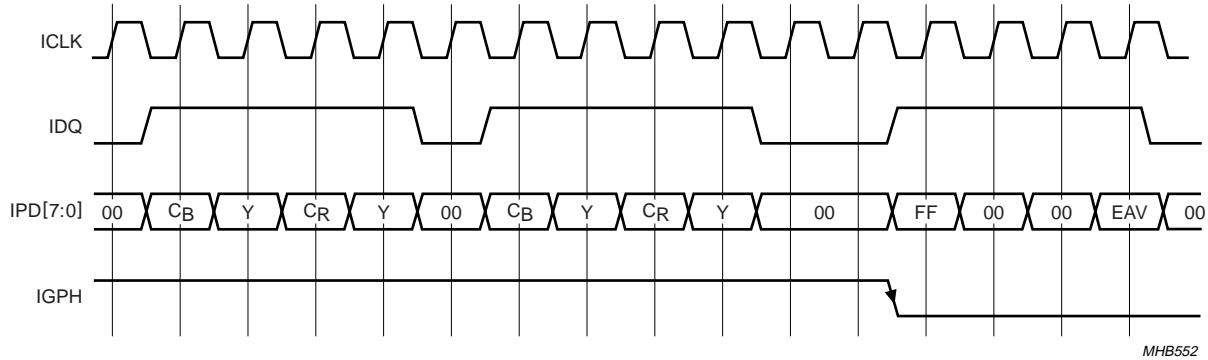 ICLK
IDQ
IPD[7:0] 00 CB Y CR Y 00 CB Y CR Y 00 FF 00 00 EAV 00
IGPH
MHB552